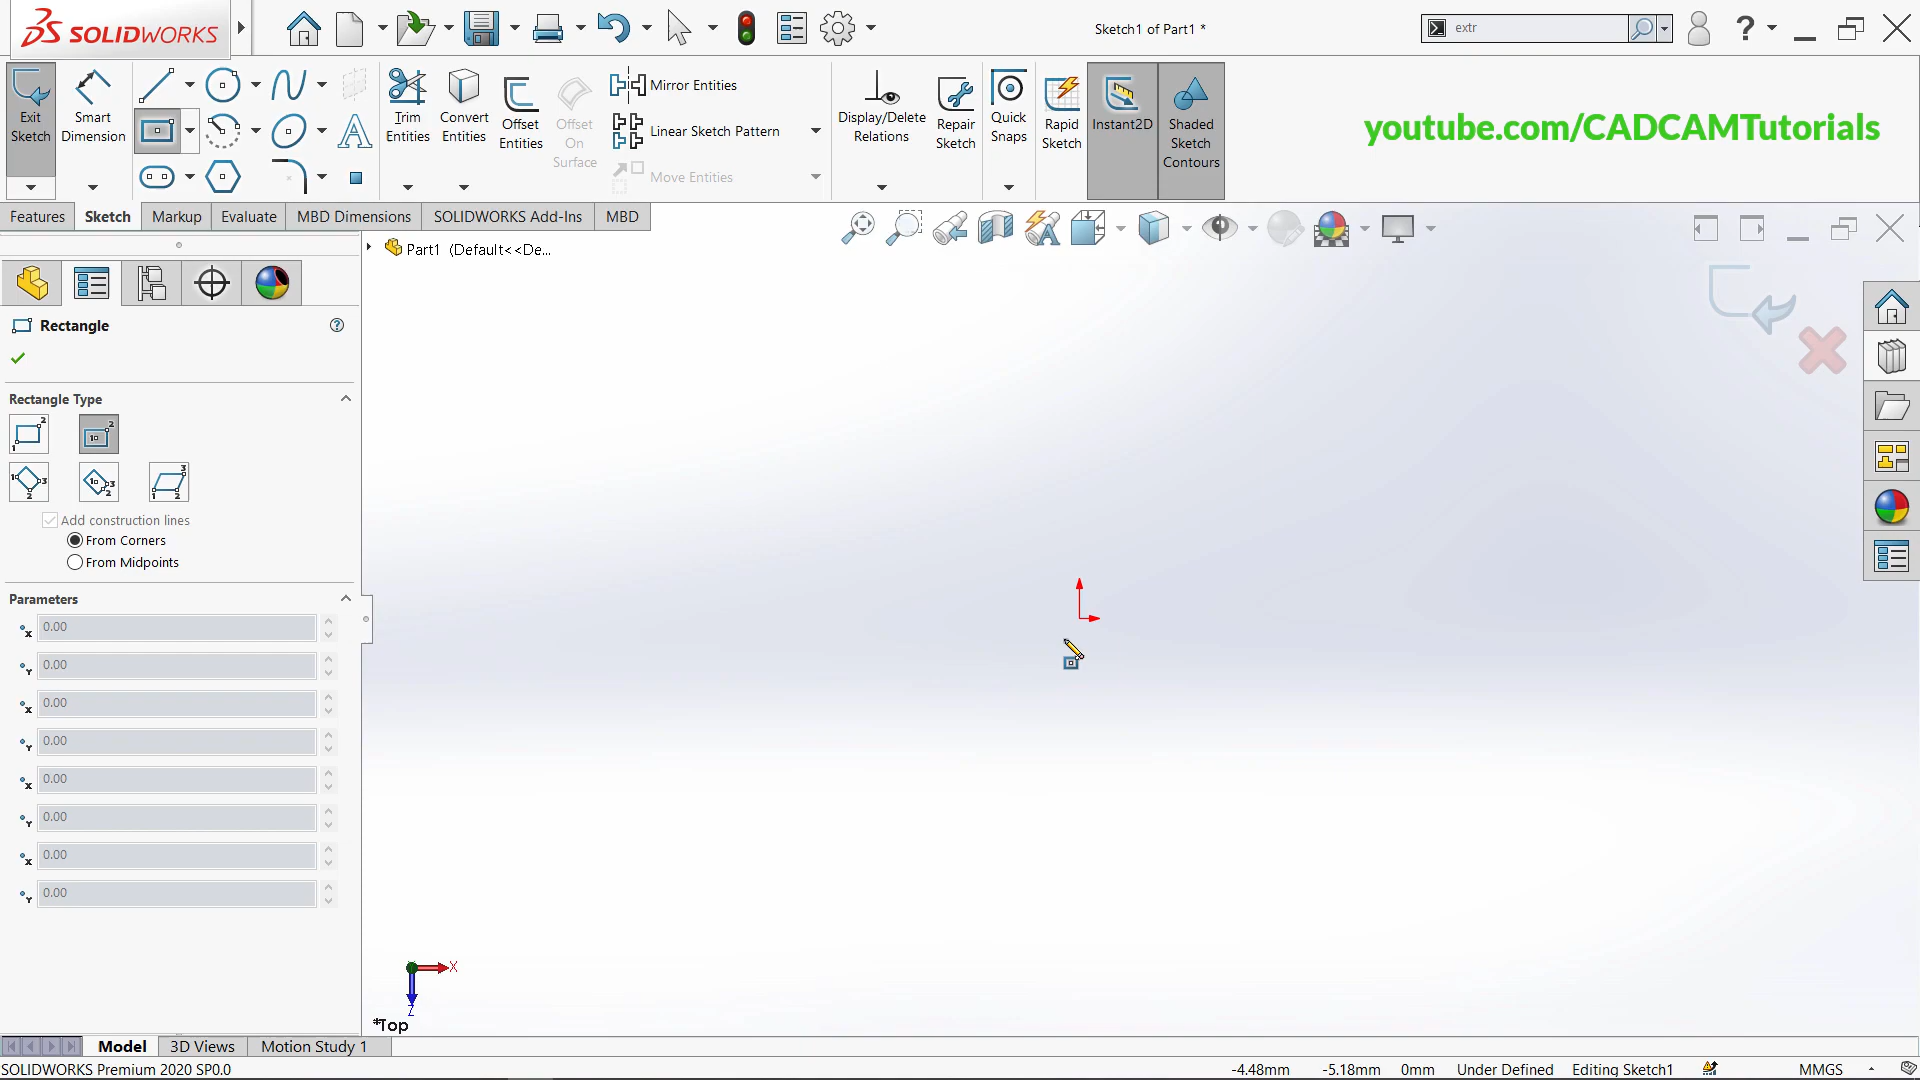 SOLIDWORKS
Sketch1 of Part1 *
extr
?
Exit Sketch
Smart Dimension
Trim Entities
Convert Entities
Offset Entities
Offset On Surface
Mirror Entities
Linear Sketch Pattern
Move Entities
Display/Delete Relations
Repair Sketch
Quick Snaps
Rapid Sketch
Instant2D
Shaded Sketch Contours
youtube.com/CADCAMTutorials
Features
Sketch
Markup
Evaluate
MBD Dimensions
SOLIDWORKS Add-Ins
MBD
Part1 (Default<<De...
Rectangle
Rectangle Type
Add construction lines
From Corners
From Midpoints
Parameters
x 0.00
Y 0.00
x 0.00
Y 0.00
x 0.00
Y 0.00
x 0.00
Y 0.00
X
Z
*Top
Model
3D Views
Motion Study 1
SOLIDWORKS Premium 2020 SP0.0
-4.48mm
-5.18mm
0mm
Under Defined
Editing Sketch1
MMGS